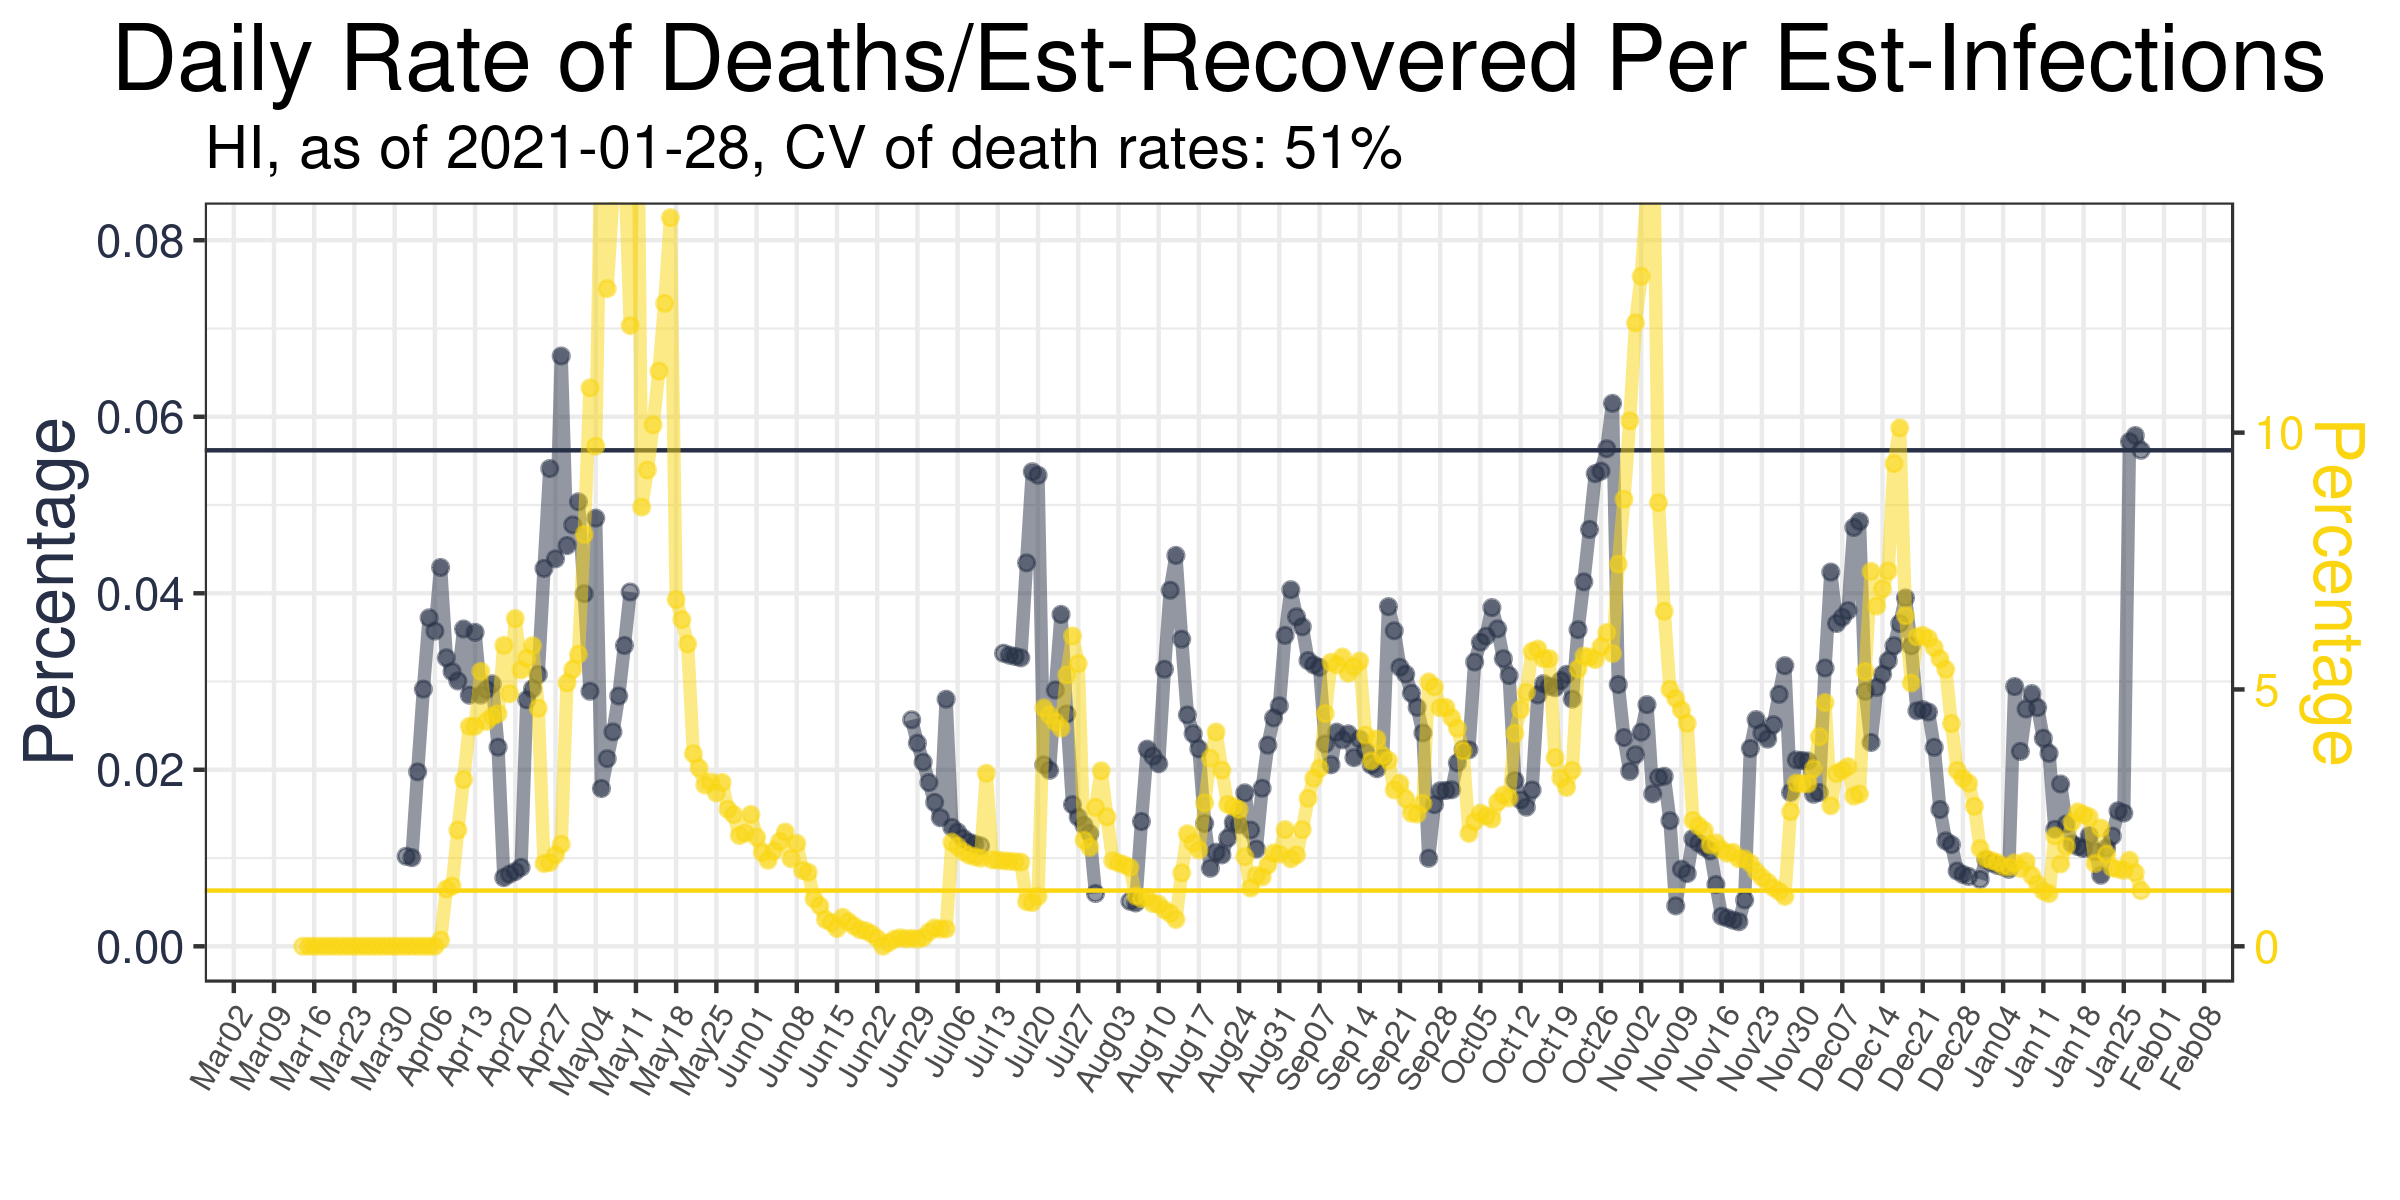 Daily Rate of Deaths/Est-Recovered Per Est-Infections
HI, as of 2021-01-28, CV of death rates: 51%
Percentage
0.08
0.06
0.04
0.02
0.00
10
5
0
Percentage
Mar02
Mar09
Mar16
Mar23
Mar30
Apr06
Apr13
Apr20
Apr27
May04
May11
May18
May25
Jun01
Jun08
Jun15
Jun22
Jun29
Jul06
Jul13
Jul20
Jul27
Aug03
Aug10
Aug17
Aug24
Aug31
Sep07
Sep14
Sep21
Sep28
Oct05
Oct12
Oct19
Oct26
Nov02
Nov09
Nov16
Nov23
Nov30
Dec07
Dec14
Dec21
Dec28
Jan04
Jan11
Jan18
Jan25
Feb01
Feb08